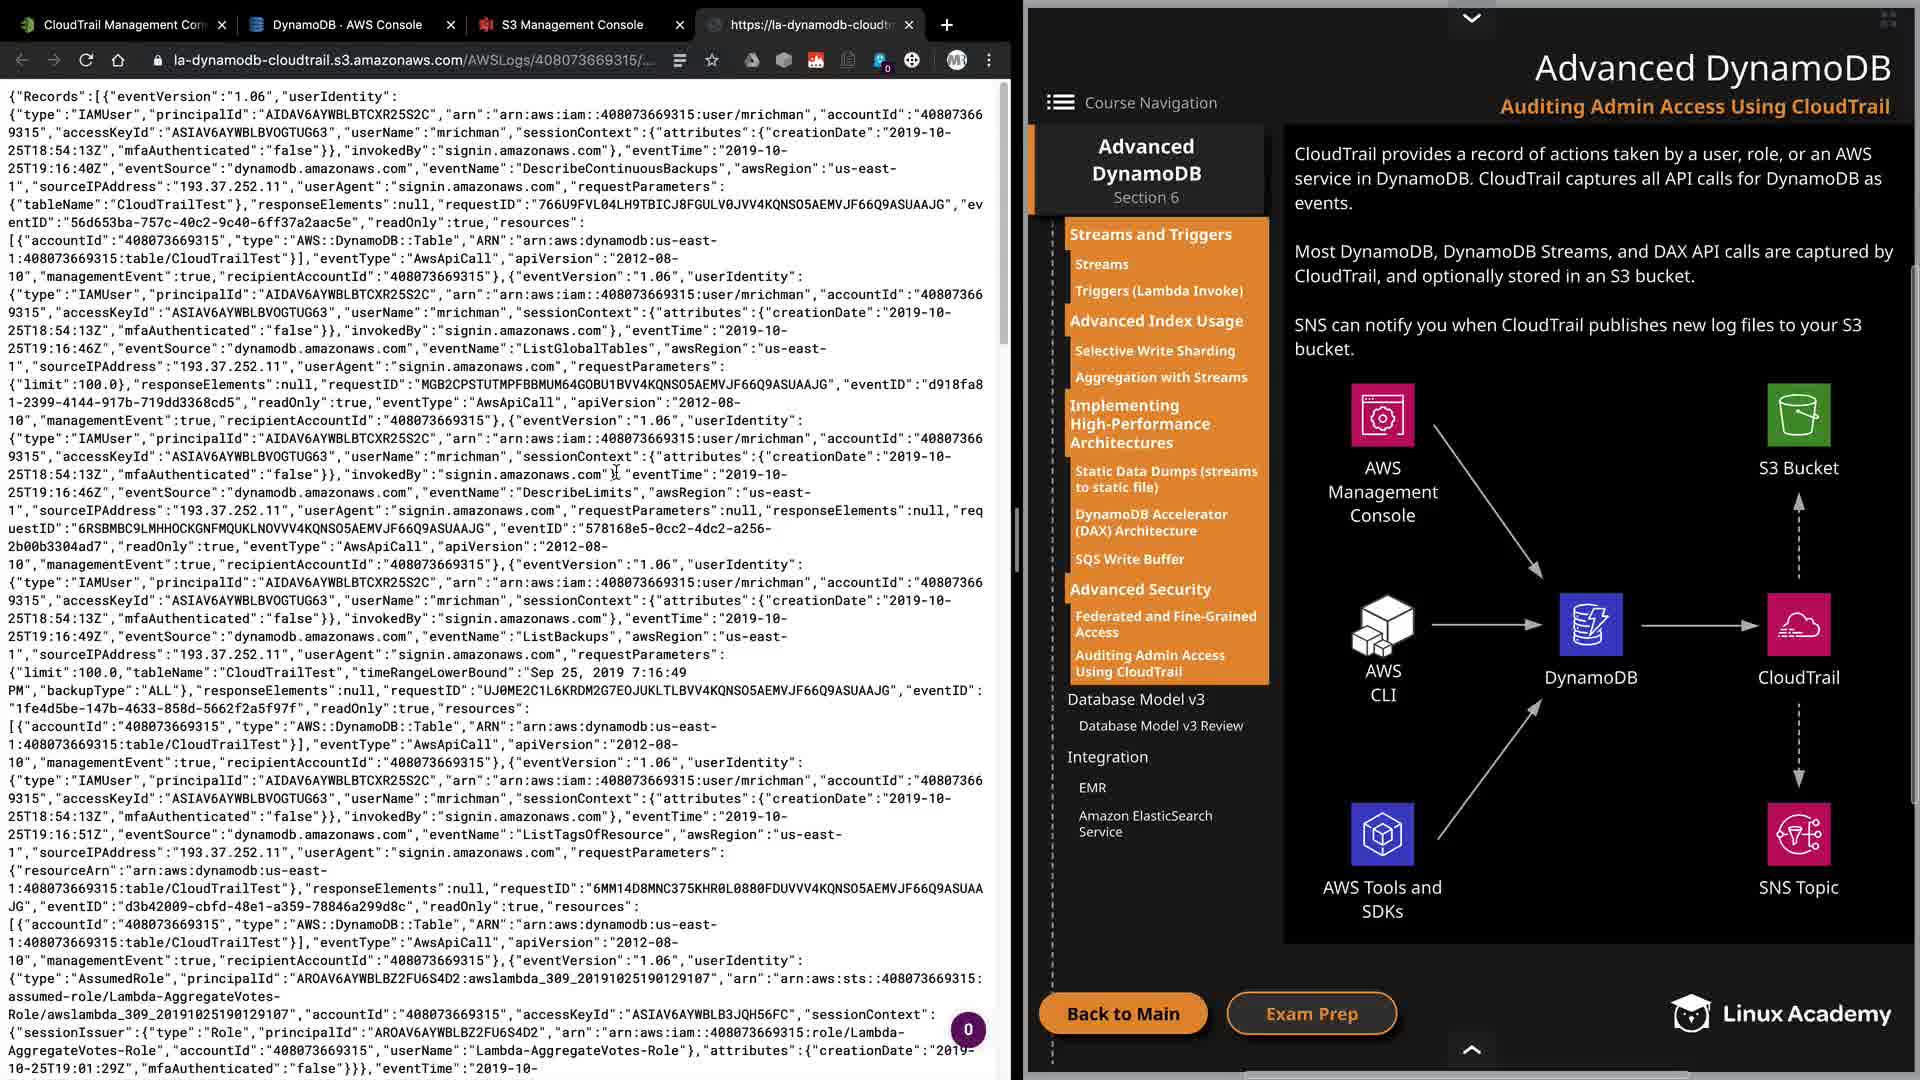 CloudTrail Management Con
DynamoDB · AWS Console
S3 Management Console
https://la-dynamodb-cloudtr
la-dynamodb-cloudtrail.s3.amazonaws.com/AWSLogs/408073669315/...
0
MR
{"Records":[{"eventVersion":"1.06","userIdentity":
{"type":"IAMUser","principalId":"AIDAV6AYWBLBTCXR25S2C","arn":"arn:aws:iam::408073669315:user/mrichman","accountId":"40807366
9315","accessKeyId":"ASIAV6AYWBLBVOGTUG63","userName":"mrichman","sessionContext":{"attributes":{"creationDate":"2019-10-
25T18:54:13Z","mfaAuthenticated":"false"}},"invokedBy":"signin.amazonaws.com"},"eventTime":"2019-10-
25T19:16:40Z","eventSource":"dynamodb.amazonaws.com","eventName":"DescribeContinuousBackups","awsRegion":"us-east-
1","sourceIPAddress":"193.37.252.11","userAgent":"signin.amazonaws.com","requestParameters":
{"tableName":"CloudTrailTest"},"responseElements":null,"requestID":"766U9FVL04LH9TBICJ8FGULV0JVV4KQNSO5AEMVJF66Q9ASUAAJG","ev
entID":"56d653ba-757c-40c2-9c40-6ff37a2aac5e","readOnly":true,"resources":
[{"accountId":"408073669315","type":"AWS::DynamoDB::Table","ARN":"arn:aws:dynamodb:us-east-
1:408073669315:table/CloudTrailTest"}],"eventType":"AwsApiCall","apiVersion":"2012-08-
10","managementEvent":true,"recipientAccountId":"408073669315"},{"eventVersion":"1.06","userIdentity":
{"type":"IAMUser","principalId":"AIDAV6AYWBLBTCXR25S2C","arn":"arn:aws:iam::408073669315:user/mrichman","accountId":"40807366
9315","accessKeyId":"ASIAV6AYWBLBVOGTUG63","userName":"mrichman","sessionContext":{"attributes":{"creationDate":"2019-10-
25T18:54:13Z","mfaAuthenticated":"false"}},"invokedBy":"signin.amazonaws.com"},"eventTime":"2019-10-
25T19:16:46Z","eventSource":"dynamodb.amazonaws.com","eventName":"ListGlobalTables","awsRegion":"us-east-
1","sourceIPAddress":"193.37.252.11","userAgent":"signin.amazonaws.com","requestParameters":
{"limit":100.0},"responseElements":null,"requestID":"MGB2CPSTUTMPFBBMUM64GOBU1BVV4KQNSO5AEMVJF66Q9ASUAAJG","eventID":"d918fa8
1-2399-4144-917b-719dd3368cd5","readOnly":true,"eventType":"AwsApiCall","apiVersion":"2012-08-
10","managementEvent":true,"recipientAccountId":"408073669315"},{"eventVersion":"1.06","userIdentity":
{"type":"IAMUser","principalId":"AIDAV6AYWBLBTCXR25S2C","arn":"arn:aws:iam::408073669315:user/mrichman","accountId":"40807366
9315","accessKeyId":"ASIAV6AYWBLBVOGTUG63","userName":"mrichman","sessionContext":{"attributes":{"creationDate":"2019-10-
25T18:54:13Z","mfaAuthenticated":"false"}},"invokedBy":"signin.amazonaws.com"},"eventTime":"2019-10-
25T19:16:46Z","eventSource":"dynamodb.amazonaws.com","eventName":"DescribeLimits","awsRegion":"us-east-
1","sourceIPAddress":"193.37.252.11","userAgent":"signin.amazonaws.com","requestParameters":null,"responseElements":null,"req
uestID":"6RSBMBC9LMHHOCKGNFMQUKLNOVVV4KQNSO5AEMVJF66Q9ASUAAJG","eventID":"578168e5-0cc2-4dc2-a256-
2b00b3304ad7","readOnly":true,"eventType":"AwsApiCall","apiVersion":"2012-08-
10","managementEvent":true,"recipientAccountId":"408073669315"},{"eventVersion":"1.06","userIdentity":
{"type":"IAMUser","principalId":"AIDAV6AYWBLBTCXR25S2C","arn":"arn:aws:iam::408073669315:user/mrichman","accountId":"40807366
9315","accessKeyId":"ASIAV6AYWBLBVOGTUG63","userName":"mrichman","sessionContext":{"attributes":{"creationDate":"2019-10-
25T18:54:13Z","mfaAuthenticated":"false"}},"invokedBy":"signin.amazonaws.com"},"eventTime":"2019-10-
25T19:16:49Z","eventSource":"dynamodb.amazonaws.com","eventName":"ListBackups","awsRegion":"us-east-
1","sourceIPAddress":"193.37.252.11","userAgent":"signin.amazonaws.com","requestParameters":
{"limit":100.0,"tableName":"CloudTrailTest","timeRangeLowerBound":"Sep 25, 2019 7:16:49
PM","backupType":"ALL"},"responseElements":null,"requestID":"UJ0ME2C1L6KRDM2G7EOJUKLTLBVV4KQNSO5AEMVJF66Q9ASUAAJG","eventID":
"1fe4d5be-147b-4633-858d-5662f2a5f97f","readOnly":true,"resources":
[{"accountId":"408073669315","type":"AWS::DynamoDB::Table","ARN":"arn:aws:dynamodb:us-east-
1:408073669315:table/CloudTrailTest"}],"eventType":"AwsApiCall","apiVersion":"2012-08-
10","managementEvent":true,"recipientAccountId":"408073669315"},{"eventVersion":"1.06","userIdentity":
{"type":"IAMUser","principalId":"AIDAV6AYWBLBTCXR25S2C","arn":"arn:aws:iam::408073669315:user/mrichman","accountId":"40807366
9315","accessKeyId":"ASIAV6AYWBLBVOGTUG63","userName":"mrichman","sessionContext":{"attributes":{"creationDate":"2019-10-
25T18:54:13Z","mfaAuthenticated":"false"}},"invokedBy":"signin.amazonaws.com"},"eventTime":"2019-10-
25T19:16:51Z","eventSource":"dynamodb.amazonaws.com","eventName":"ListTagsOfResource","awsRegion":"us-east-
1","sourceIPAddress":"193.37.252.11","userAgent":"signin.amazonaws.com","requestParameters":
{"resourceArn":"arn:aws:dynamodb:us-east-
1:408073669315:table/CloudTrailTest"},"responseElements":null,"requestID":"6MM14D8MNC375KHR0L0880FDUVVV4KQNSO5AEMVJF66Q9ASUAA
JG","eventID":"d3b42009-cbfd-48e1-a359-78846a299d8c","readOnly":true,"resources":
[{"accountId":"408073669315","type":"AWS::DynamoDB::Table","ARN":"arn:aws:dynamodb:us-east-
1:408073669315:table/CloudTrailTest"}],"eventType":"AwsApiCall","apiVersion":"2012-08-
10","managementEvent":true,"recipientAccountId":"408073669315"},{"eventVersion":"1.06","userIdentity":
{"type":"AssumedRole","principalId":"AROAV6AYWBLBZ2FU6S4D2:awslambda_309_20191025190129107","arn":"arn:aws:sts::408073669315:
assumed-role/Lambda-AggregateVotes-
Role/awslambda_309_20191025190129107","accountId":"408073669315","accessKeyId":"ASIAV6AYWBLB3JQH56FC","sessionContext":
{"sessionIssuer":{"type":"Role","principalId":"AROAV6AYWBLBZ2FU6S4D2","arn":"arn:aws:iam::408073669315:role/Lambda-
AggregateVotes-Role","accountId":"408073669315","userName":"Lambda-AggregateVotes-Role"},"attributes":{"creationDate":"2019-
10-25T19:01:29Z","mfaAuthenticated":"false"}}},"eventTime":"2019-10-
0
Advanced DynamoDB
Auditing Admin Access Using CloudTrail
Course Navigation
Advanced
DynamoDB
Section 6
Streams and Triggers
Streams
Triggers (Lambda Invoke)
Advanced Index Usage
Selective Write Sharding
Aggregation with Streams
Implementing
High-Performance
Architectures
Static Data Dumps (streams
to static file)
DynamoDB Accelerator
(DAX) Architecture
SQS Write Buffer
Advanced Security
Federated and Fine-Grained
Access
Auditing Admin Access
Using CloudTrail
Database Model v3
Database Model v3 Review
Integration
EMR
Amazon ElasticSearch
Service
CloudTrail provides a record of actions taken by a user, role, or an AWS
service in DynamoDB. CloudTrail captures all API calls for DynamoDB as
events.
Most DynamoDB, DynamoDB Streams, and DAX API calls are captured by
CloudTrail, and optionally stored in an S3 bucket.
SNS can notify you when CloudTrail publishes new log files to your S3
bucket.
AWS
Management
Console
S3 Bucket
AWS
CLI
DynamoDB
CloudTrail
AWS Tools and
SDKs
SNS Topic
Back to Main
Exam Prep
Linux Academy